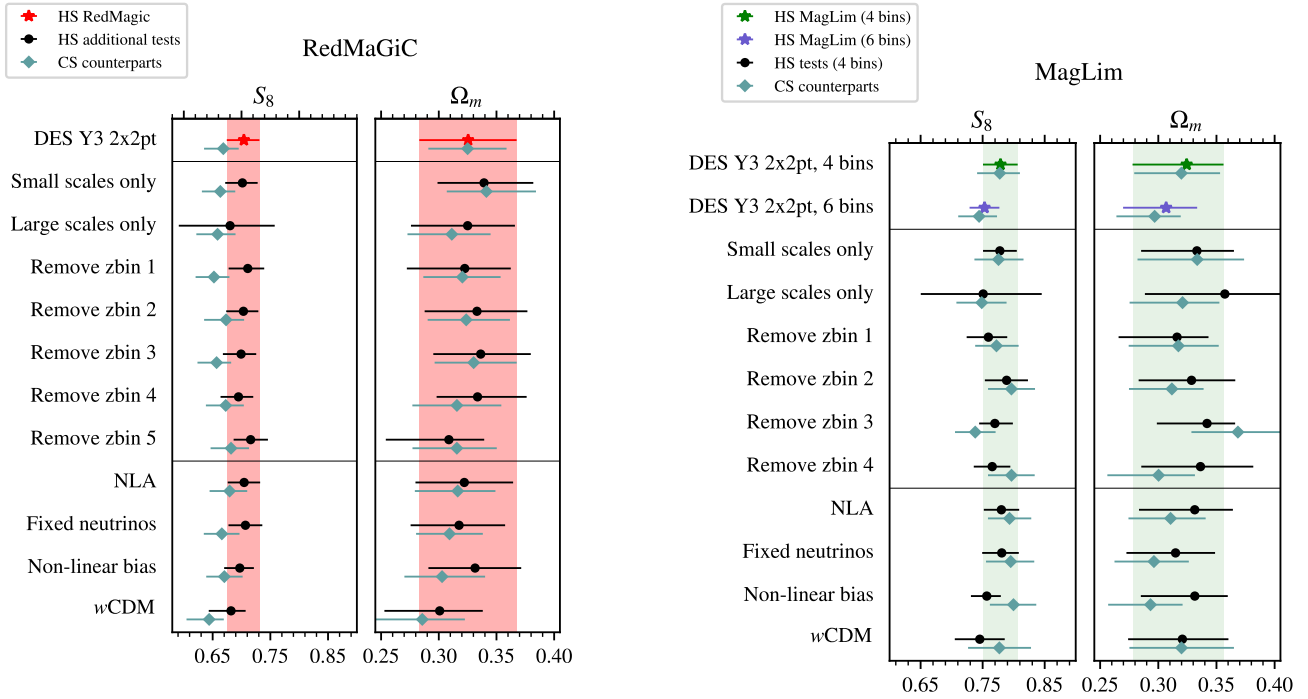 HS RedMagic
HS additional tests
CS counterparts
RedMaGiC
S8
Ωm
DES Y3 2x2pt
Small scales only
Large scales only
Remove zbin 1
Remove zbin 2
Remove zbin 3
Remove zbin 4
Remove zbin 5
NLA
Fixed neutrinos
Non-linear bias
wCDM
0.65 0.75 0.85
0.25 0.30 0.35 0.40
HS MagLim (4 bins)
HS MagLim (6 bins)
HS tests (4 bins)
CS counterparts
MagLim
S8
Ωm
DES Y3 2x2pt, 4 bins
DES Y3 2x2pt, 6 bins
Small scales only
Large scales only
Remove zbin 1
Remove zbin 2
Remove zbin 3
Remove zbin 4
NLA
Fixed neutrinos
Non-linear bias
wCDM
0.65 0.75 0.85
0.25 0.30 0.35 0.40